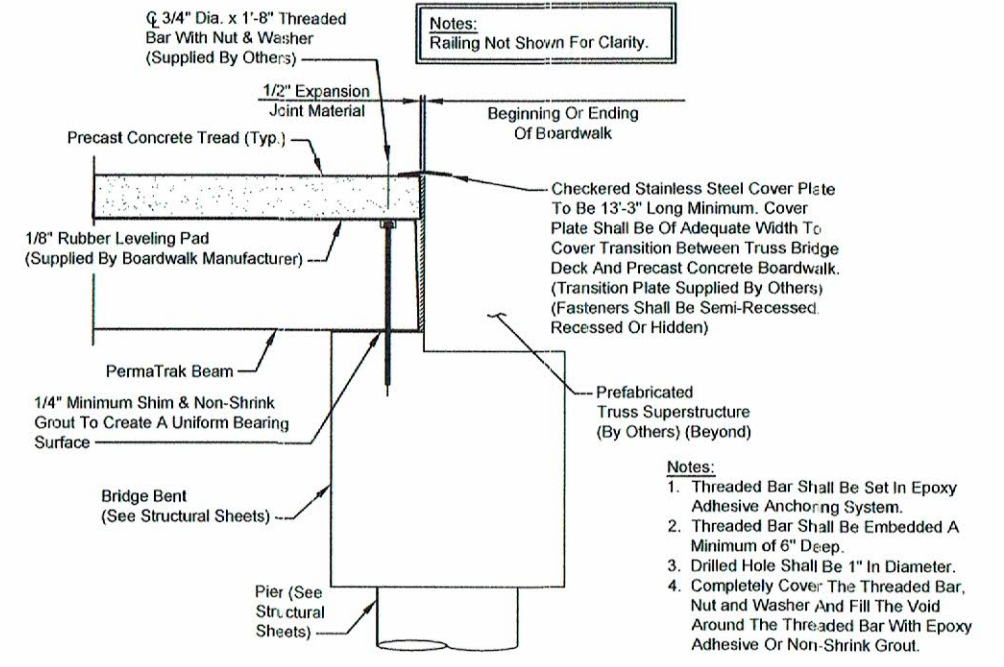 ℄ 3/4" Dia. x 1'-8" Threaded
Bar With Nut & Washer
(Supplied By Others)
Notes:
Railing Not Shown For Clarity.
1/2" Expansion
Joint Material
Beginning Or Ending
Of Boardwalk
Precast Concrete Tread (Typ.)
Checkered Stainless Steel Cover Plate
To Be 13'-3" Long Minimum. Cover
Plate Shall Be Of Adequate Width To
Cover Transition Between Truss Bridge
Deck And Precast Concrete Boardwalk.
(Transition Plate Supplied By Others)
(Fasteners Shall Be Semi-Recessed
Recessed Or Hidden)
1/8" Rubber Leveling Pad
(Supplied By Boardwalk Manufacturer)
PermaTrak Beam
1/4" Minimum Shim & Non-Shrink
Grout To Create A Uniform Bearing
Surface
Prefabricated
Truss Superstructure
(By Others) (Beyond)
Bridge Bent
(See Structural Sheets)
Pier (See
Structural
Sheets)
Notes:
1. Threaded Bar Shall Be Set In Epoxy
Adhesive Anchoring System.
2. Threaded Bar Shall Be Embedded A
Minimum of 6" Deep.
3. Drilled Hole Shall Be 1" In Diameter.
4. Completely Cover The Threaded Bar,
Nut and Washer And Fill The Void
Around The Threaded Bar With Epoxy
Adhesive Or Non-Shrink Grout.